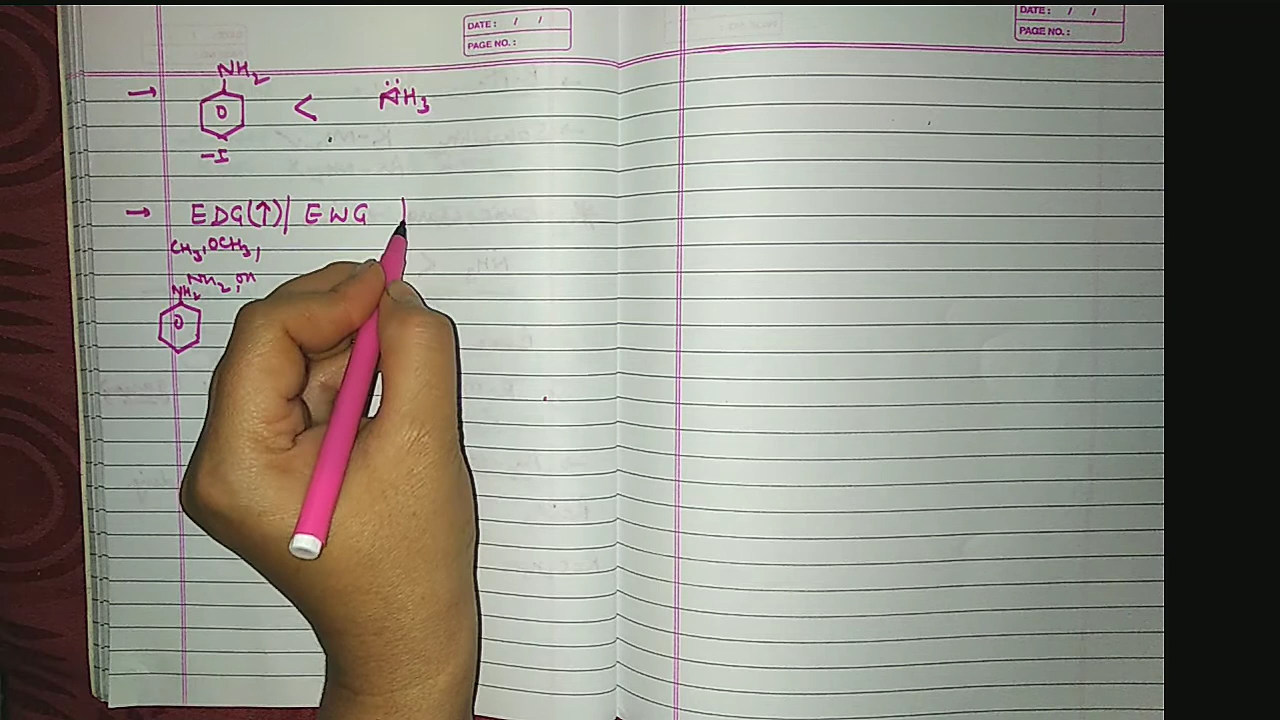 DATE: / /
PAGE NO.:
DATE: / /
PAGE NO.:
→ NH2 < N̈H3
-I
→ EDG(↑)| EWG |
CH3, OCH3,
NH2, OH
NH2